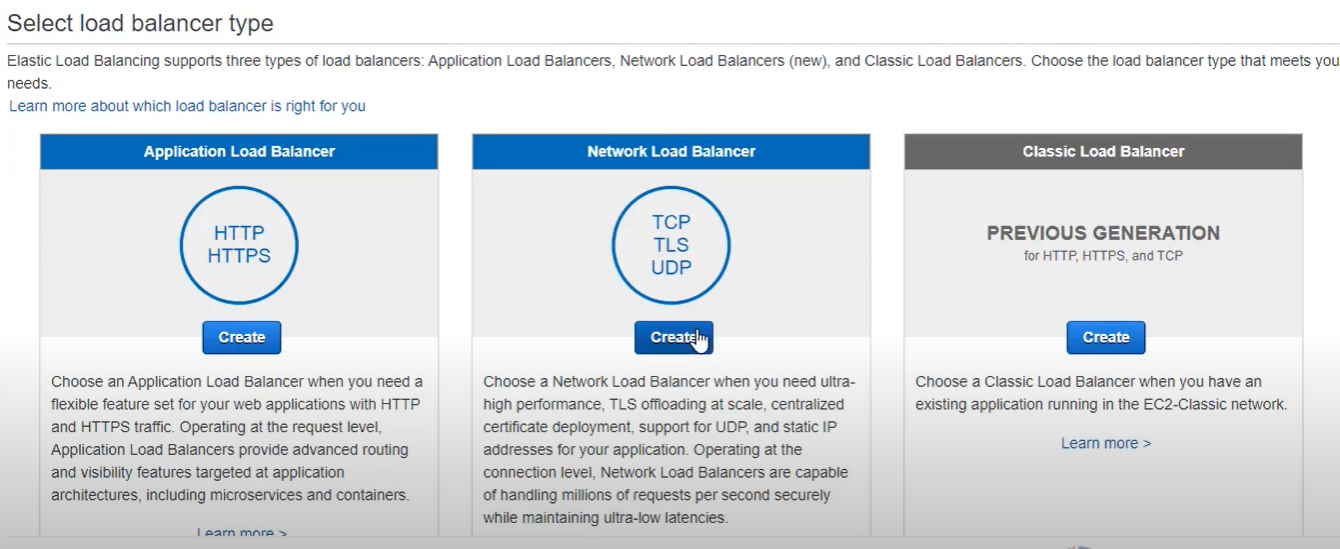 Select load balancer type
Elastic Load Balancing supports three types of load balancers: Application Load Balancers, Network Load Balancers (new), and Classic Load Balancers. Choose the load balancer type that meets you
needs.
Learn more about which load balancer is right for you
Application Load Balancer
HTTP
HTTPS
Create
Choose an Application Load Balancer when you need a
flexible feature set for your web applications with HTTP
and HTTPS traffic. Operating at the request level,
Application Load Balancers provide advanced routing
and visibility features targeted at application
architectures, including microservices and containers.
Learn more >
Network Load Balancer
TCP
TLS
UDP
Create
Choose a Network Load Balancer when you need ultra-
high performance, TLS offloading at scale, centralized
certificate deployment, support for UDP, and static IP
addresses for your application. Operating at the
connection level, Network Load Balancers are capable
of handling millions of requests per second securely
while maintaining ultra-low latencies.
Classic Load Balancer
PREVIOUS GENERATION
for HTTP, HTTPS, and TCP
Create
Choose a Classic Load Balancer when you have an
existing application running in the EC2-Classic network.
Learn more >